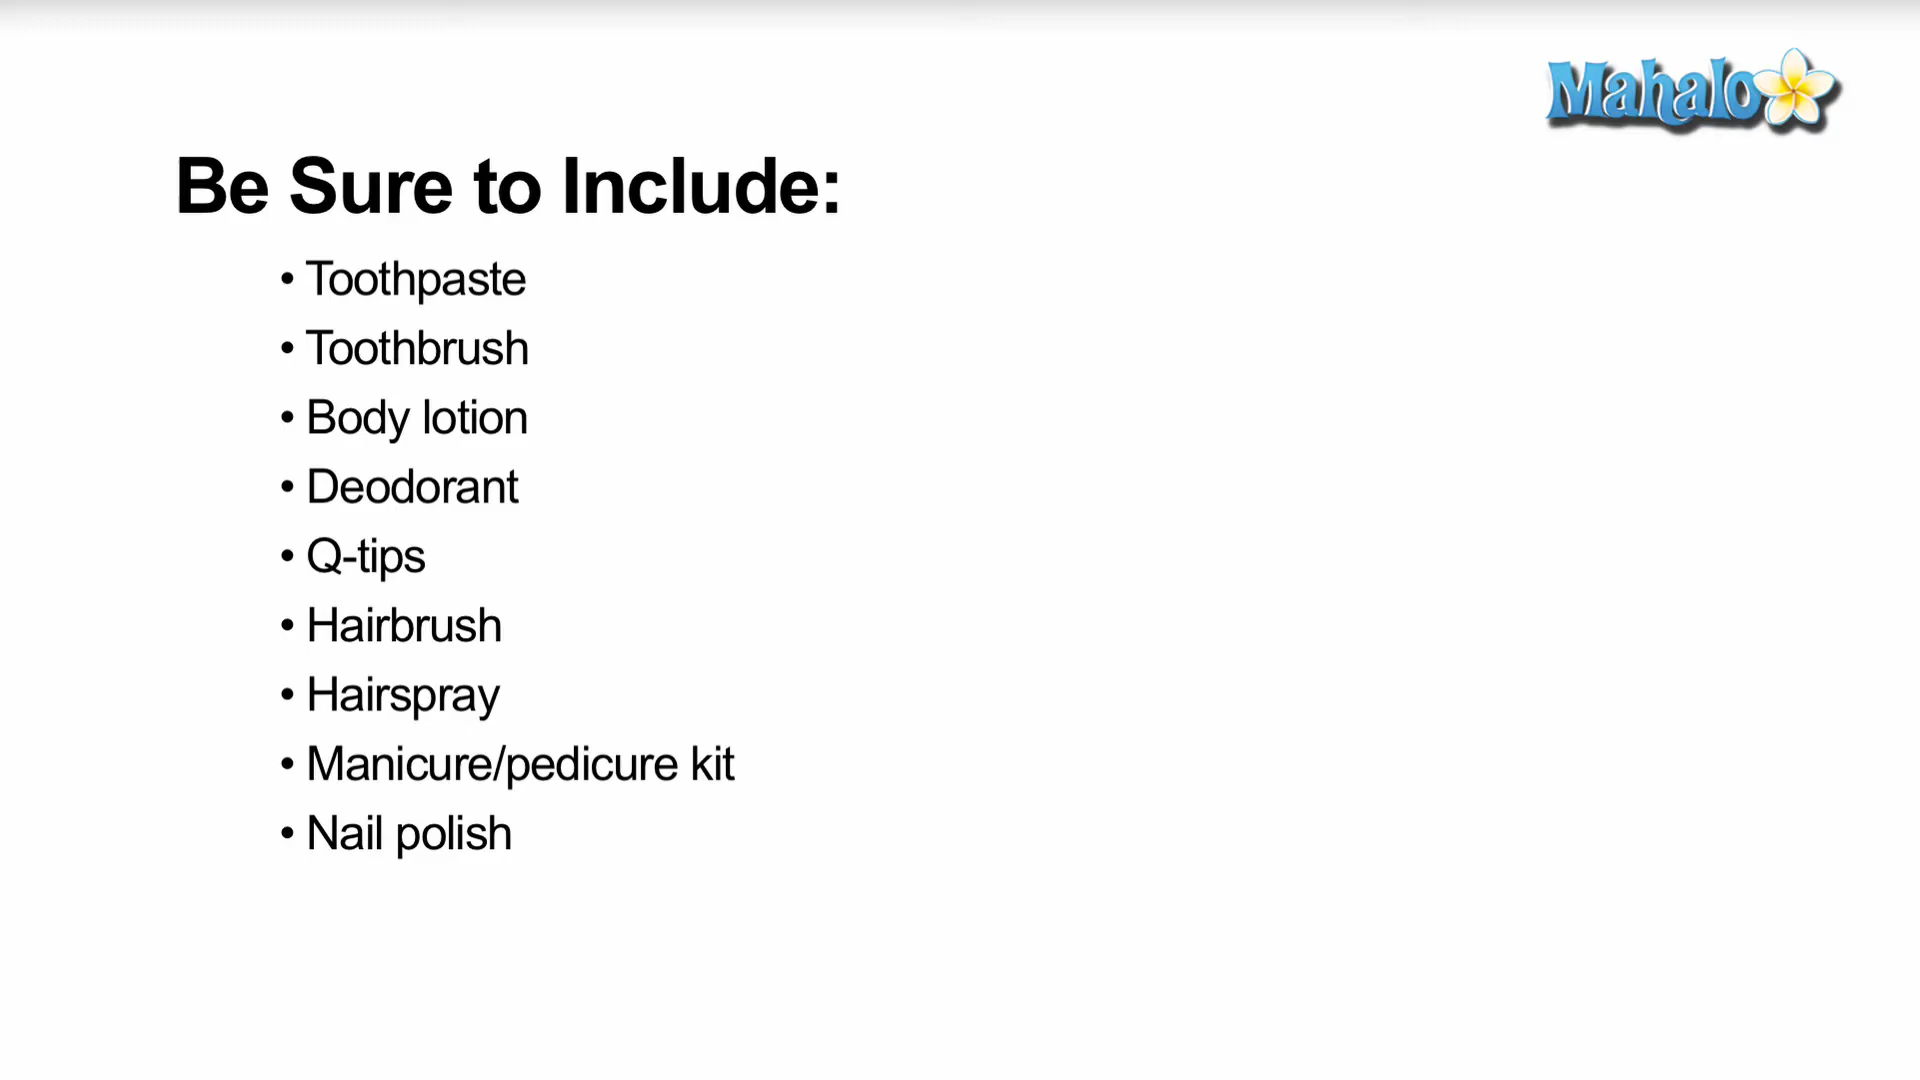 Mahalo
Be Sure to Include:
• Toothpaste
• Toothbrush
• Body lotion
• Deodorant
• Q-tips
• Hairbrush
• Hairspray
• Manicure/pedicure kit
• Nail polish